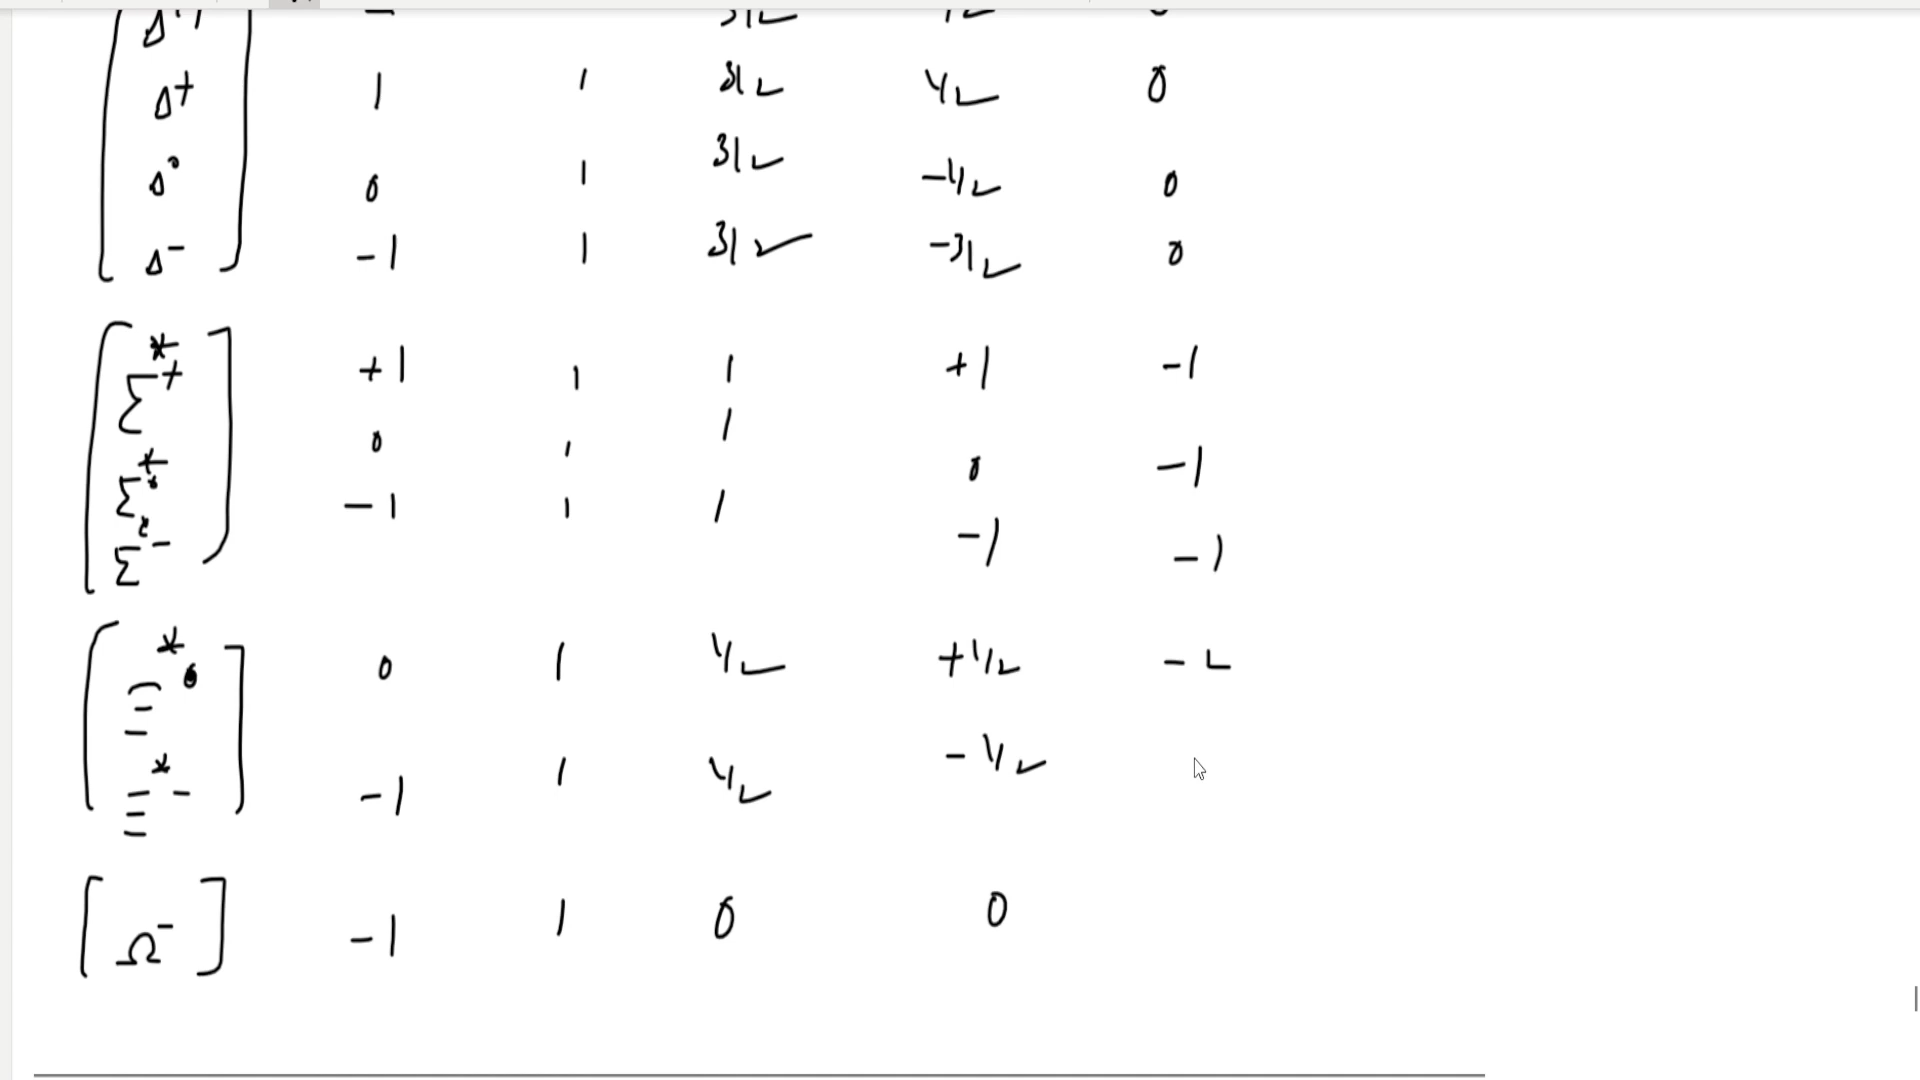 Δ⁺ 1 1 3/2 1/2 0
Δ⁰ 0 1 3/2 -1/2 0
Δ⁻ -1 1 3/2 -3/2 0
Σ*⁺ +1 1 1 +1 -1
Σ*⁰ 0 1 1 0 -1
Σ*⁻ -1 1 1 -1 -1
Ξ*⁰ 0 1 1/2 +1/2 -2
Ξ*⁻ -1 1 1/2 -1/2
Ω⁻ -1 1 0 0